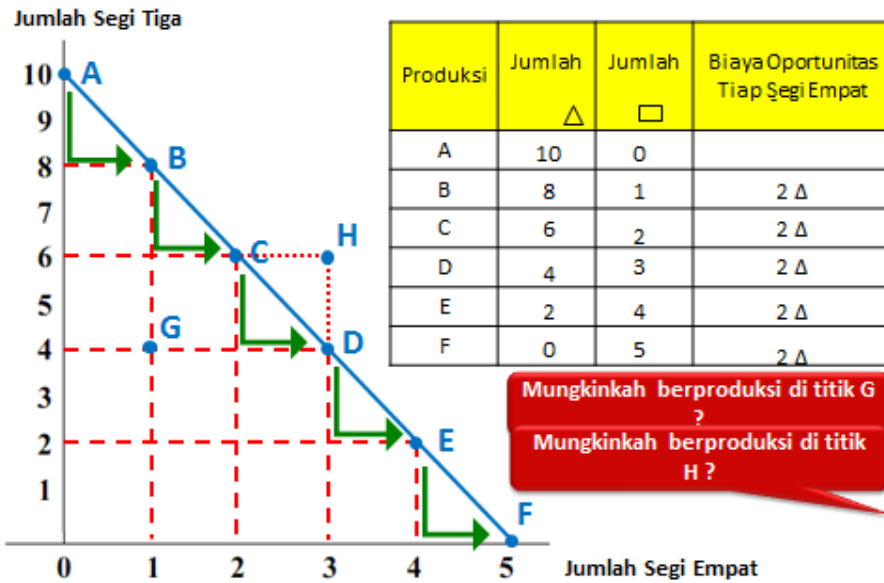 Jumlah Segi Tiga
10
9
8
7
6
5
4
3
2
1
0 1 2 3 4 5
Jumlah Segi Empat
A
B
C
H
G
D
E
F
Produksi Jumlah △ Jumlah ▭ Biaya Oportunitas
Tiap Segi Empat
A 10 0
B 8 1 2 Δ
C 6 2 2 Δ
D 4 3 2 Δ
E 2 4 2 Δ
F 0 5 2 Δ
Mungkinkah berproduksi di titik G
?
Mungkinkah berproduksi di titik
H ?